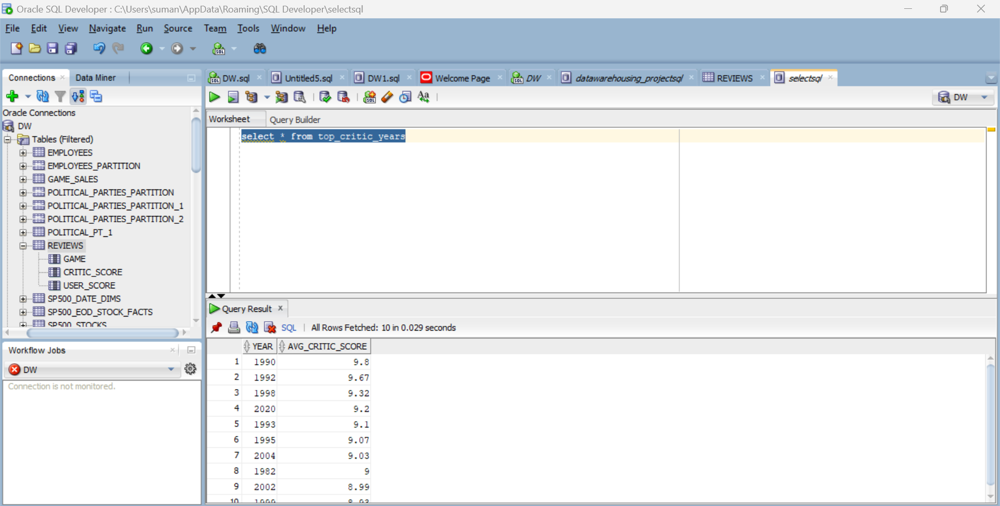 Oracle SQL Developer : C:\Users\suman\AppData\Roaming\SQL Developer\selectsql
File Edit View Navigate Run Source Team Tools Window Help
Connections
Data Miner
DW.sql
Untitled5.sql
DW1.sql
Welcome Page
DW
datawarehousing_projectsql
REVIEWS
selectsql
DW
Oracle Connections
DW
Tables (Filtered)
EMPLOYEES
EMPLOYEES_PARTITION
GAME_SALES
POLITICAL_PARTIES_PARTITION
POLITICAL_PARTIES_PARTITION_1
POLITICAL_PARTIES_PARTITION_2
POLITICAL_PT_1
REVIEWS
GAME
CRITIC_SCORE
USER_SCORE
SP500_DATE_DIMS
SP500_EOD_STOCK_FACTS
SP500_STOCKS
Workflow Jobs
DW
Connection is not monitored.
Worksheet
Query Builder
select * from top_critic_years
Query Result
SQL
All Rows Fetched: 10 in 0.029 seconds
YEAR AVG_CRITIC_SCORE
1 1990 9.8
2 1992 9.67
3 1998 9.32
4 2020 9.2
5 1993 9.1
6 1995 9.07
7 2004 9.03
8 1982 9
9 2002 8.99
10 1999 8.93